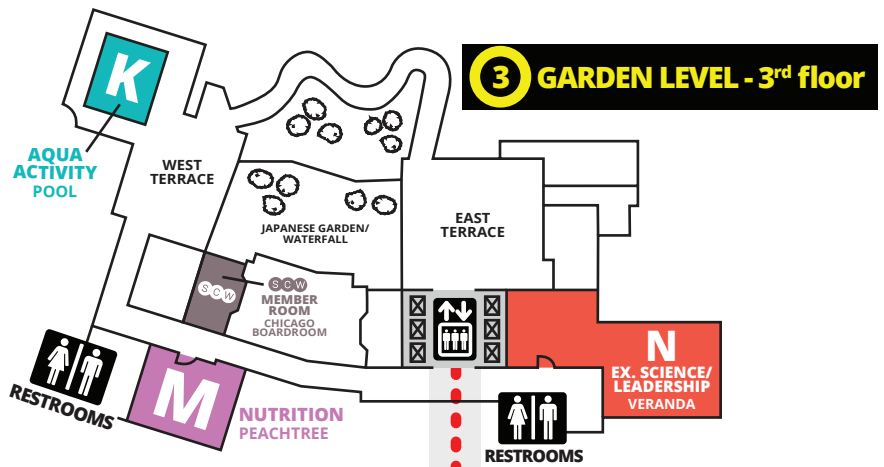 3 GARDEN LEVEL - 3rd floor
K
AQUA
ACTIVITY
POOL
WEST
TERRACE
JAPANESE GARDEN/
WATERFALL
EAST
TERRACE
SCW
SCW
MEMBER
ROOM
CHICAGO
BOARDROOM
N
EX. SCIENCE/
LEADERSHIP
VERANDA
RESTROOMS
M
NUTRITION
PEACHTREE
RESTROOMS